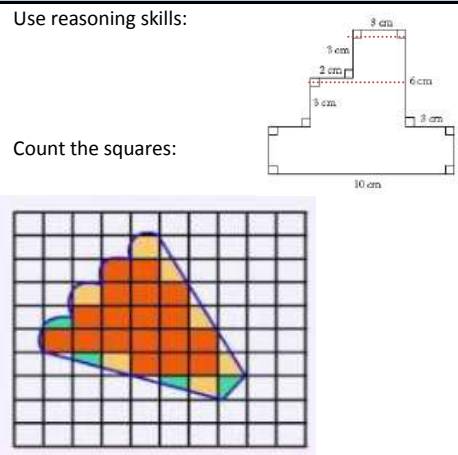 Use reasoning skills:
3 cm
3 cm
2 cm
6 cm
3 cm
3 cm
Count the squares:
10 cm